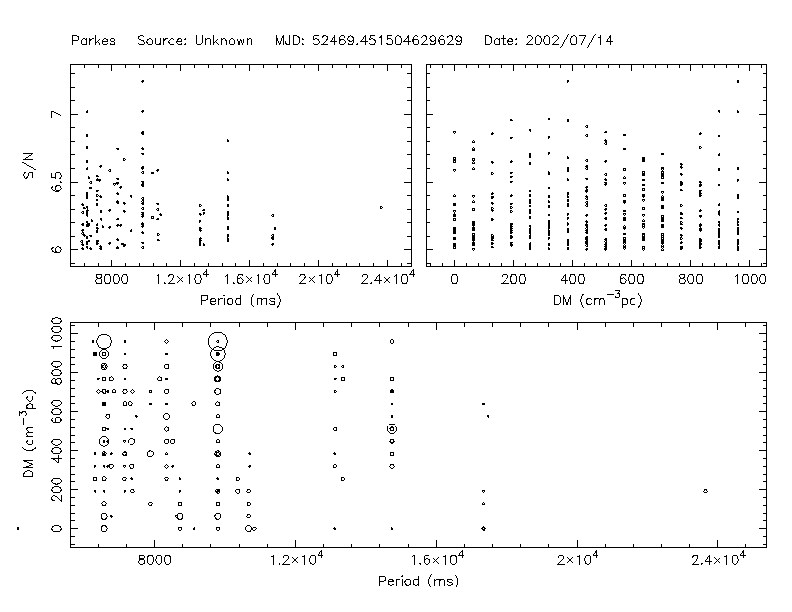 Parkes Source: Unknown MJD: 52469.451504629629 Date: 2002/07/14
S/N
7
6.5
6
8000 1.2×10⁴ 1.6×10⁴ 2×10⁴ 2.4×10⁴
Period (ms)
0 200 400 600 800 1000
DM (cm⁻³pc)
DM (cm⁻³pc)
1000
800
600
400
200
0
8000 1.2×10⁴ 1.6×10⁴ 2×10⁴ 2.4×10⁴
Period (ms)